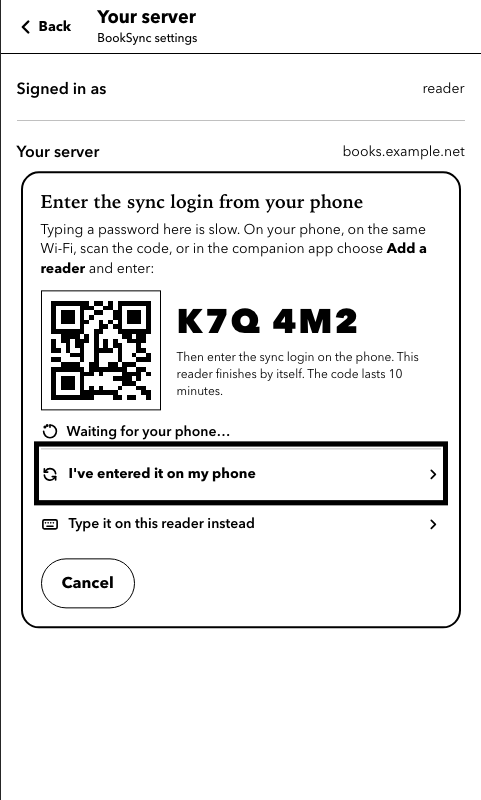 Back
Your server
BookSync settings
Signed in as reader
Your server books.example.net
Enter the sync login from your phone
Typing a password here is slow. On your phone, on the same
Wi-Fi, scan the code, or in the companion app choose Add a
reader and enter:
K7Q 4M2
Then enter the sync login on the phone. This
reader finishes by itself. The code lasts 10
minutes.
Waiting for your phone…
I've entered it on my phone
Type it on this reader instead
Cancel